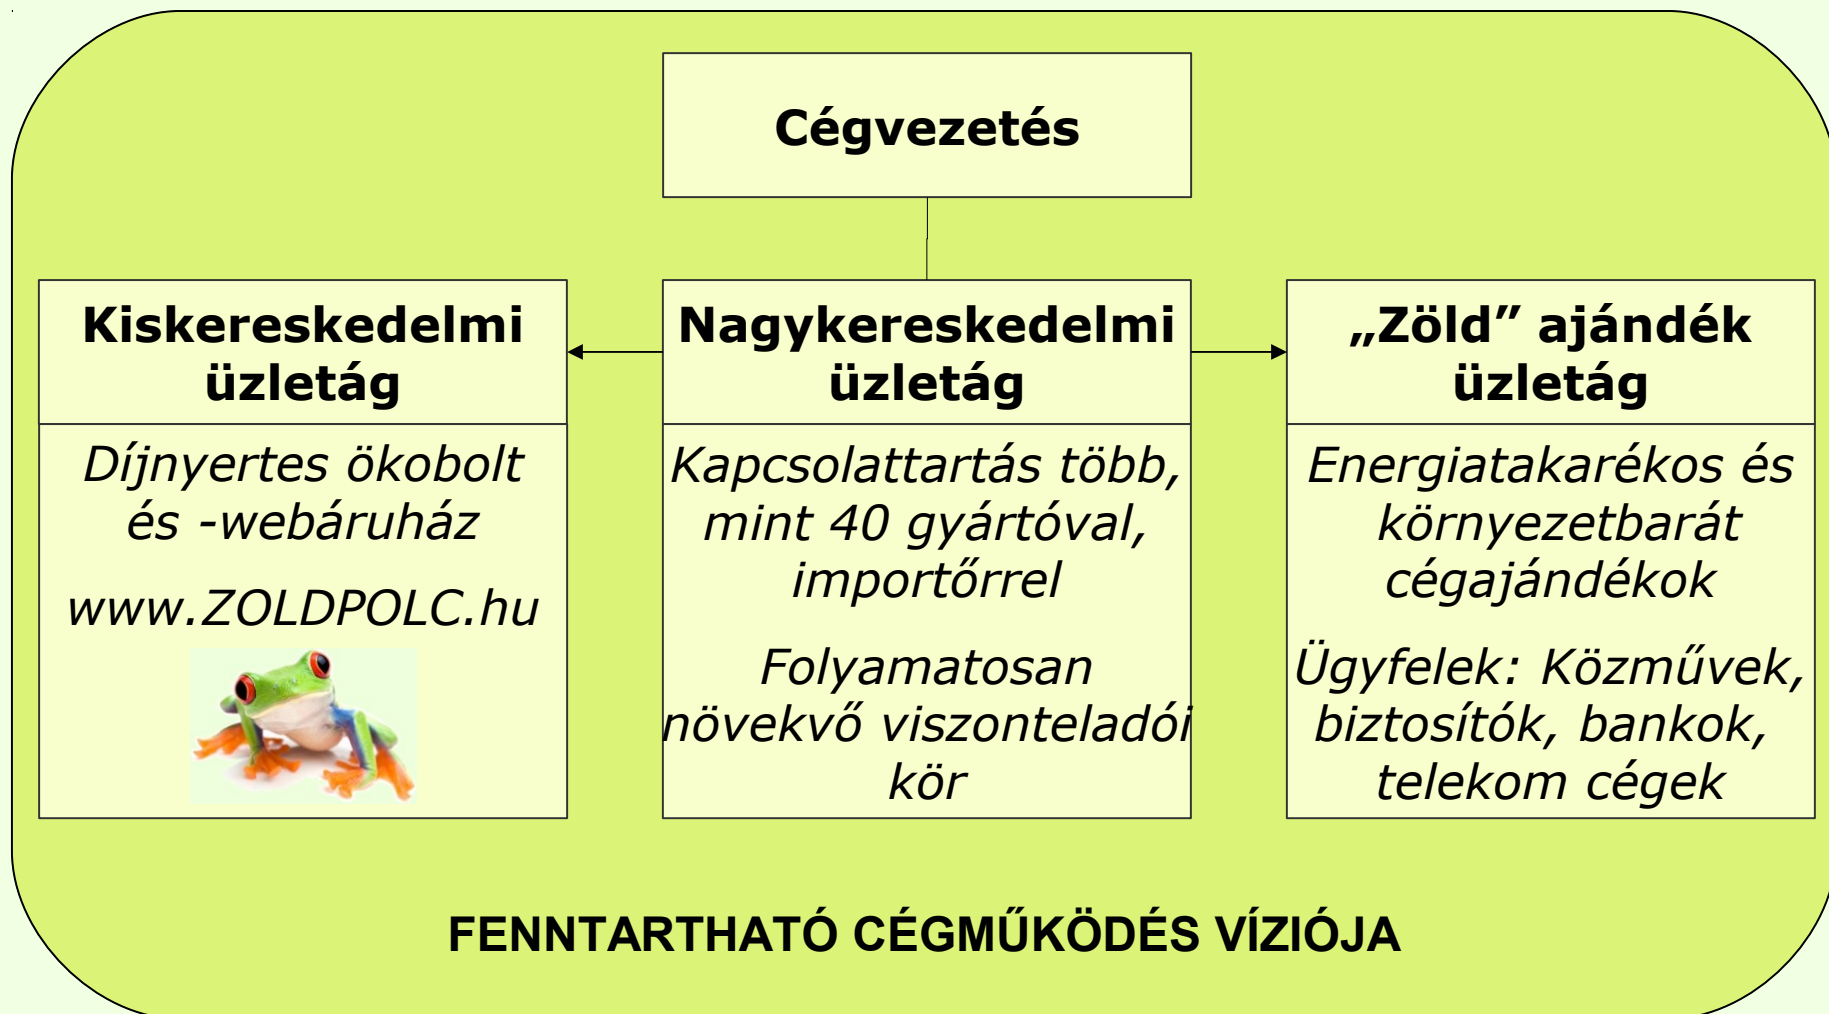 Cégvezetés
Kiskereskedelmi
üzletág
Díjnyertes ökobolt
és -webáruház
www.ZOLDPOLC.hu
Nagykereskedelmi
üzletág
Kapcsolattartás több,
mint 40 gyártóval,
importőrrel
Folyamatosan
növekvő viszonteladói
kör
„Zöld” ajándék
üzletág
Energiatakarékos és
környezetbarát
cégajándékok
Ügyfelek: Közművek,
biztosítók, bankok,
telekom cégek
FENNTARTHATÓ CÉGMŰKÖDÉS VÍZIÓJA